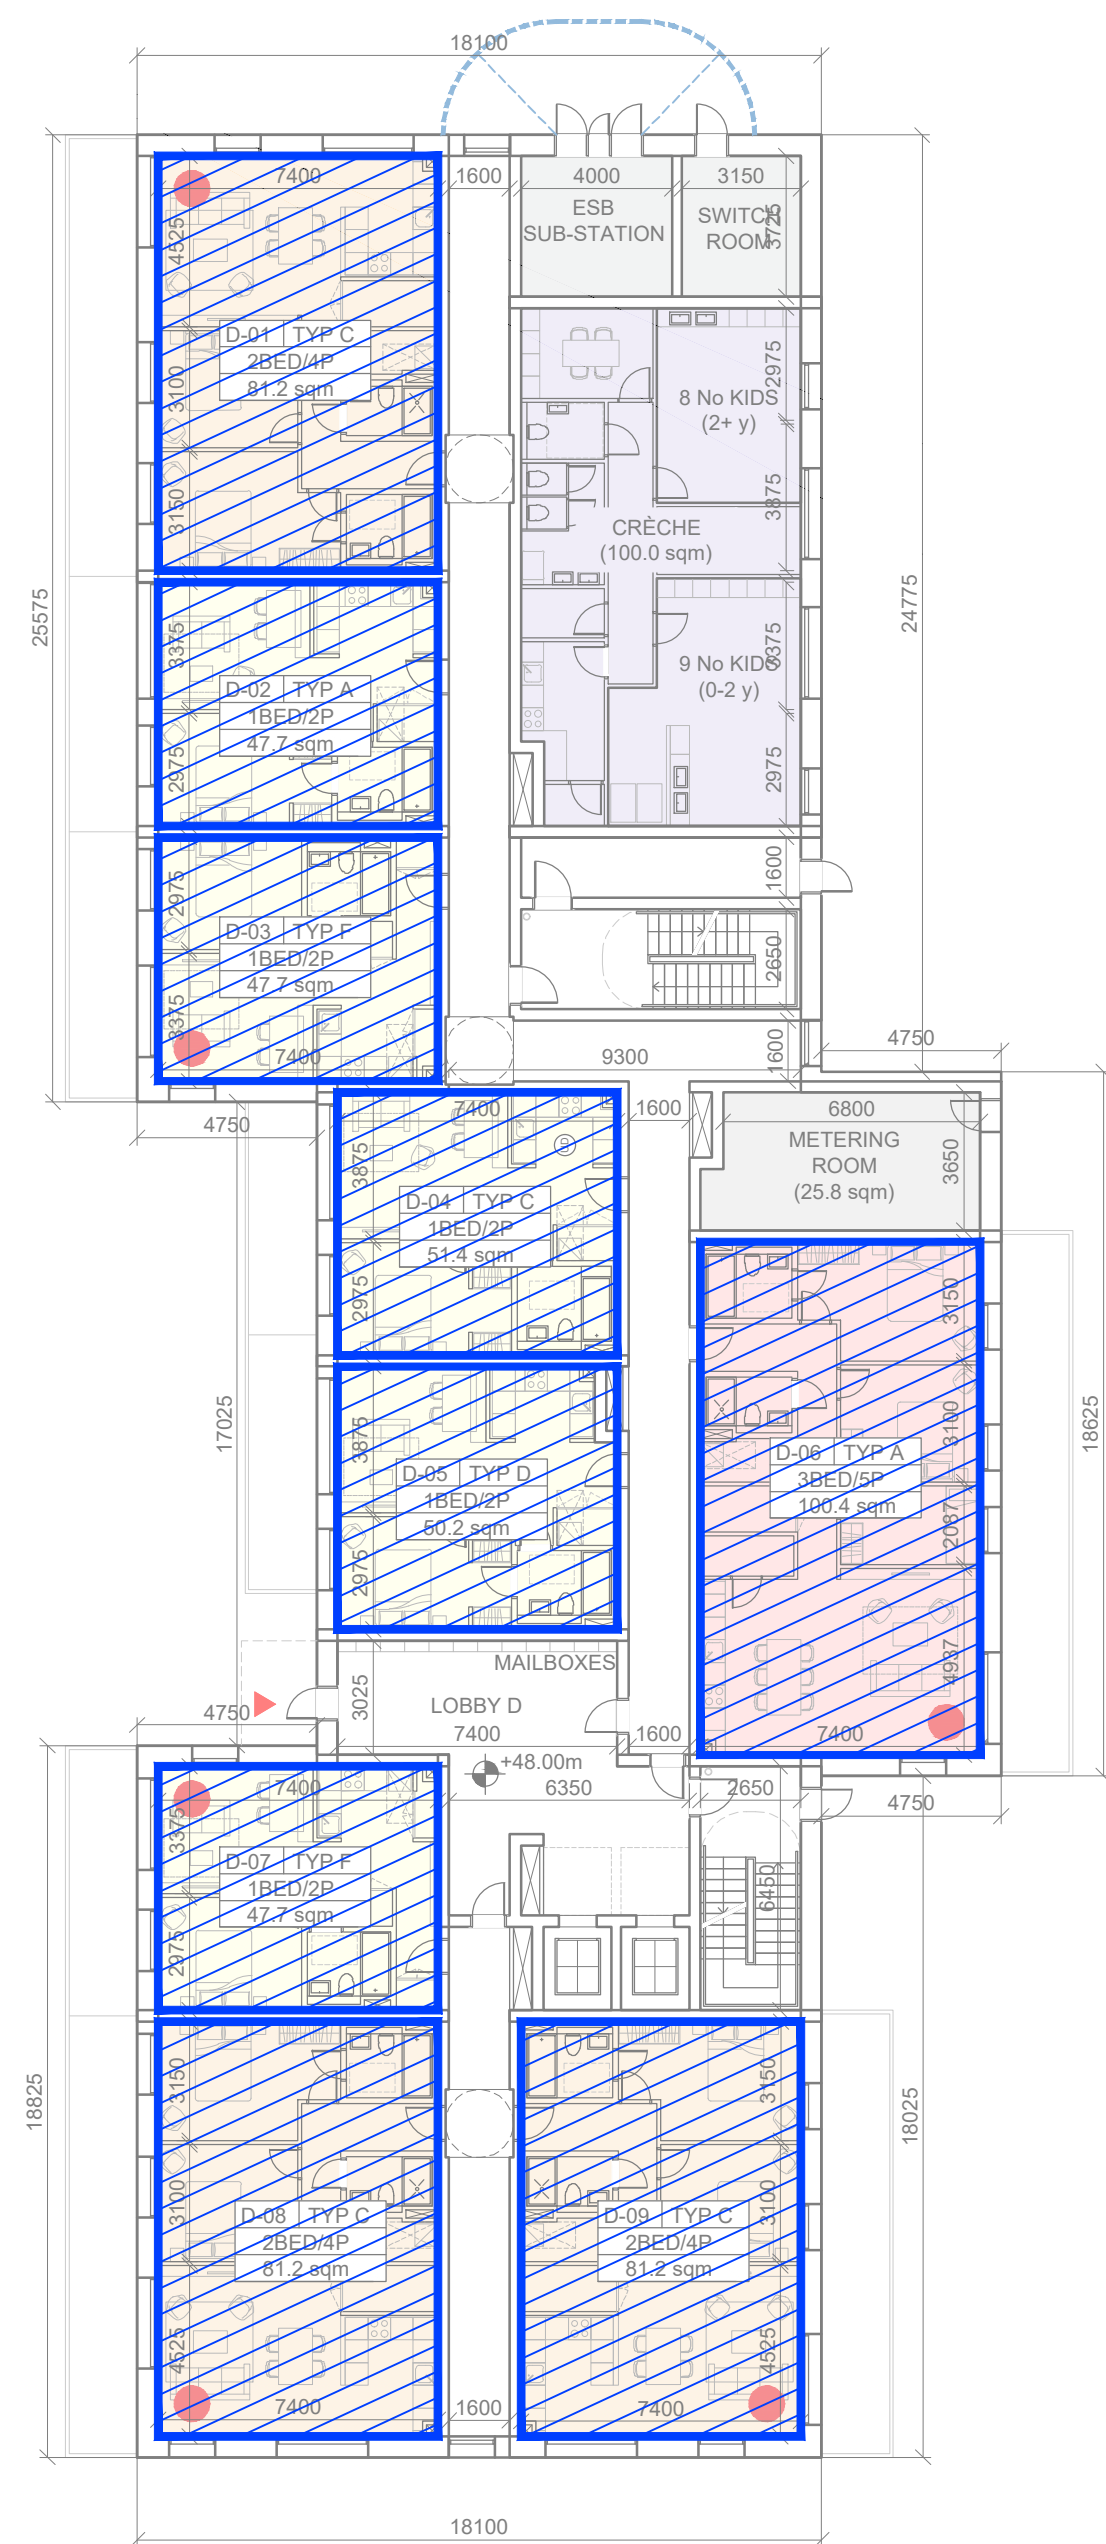 18100
7400
1600
4000
3150
ESB
SUB-STATION
SWITCH
ROOM
3725
4525
D-01 TYP C
2BED/4P
81.2 sqm
3100
3150
8 No KIDS
(2+ y)
2975
3875
CRÈCHE
(100.0 sqm)
25575
24775
3375
D-02 TYP A
1BED/2P
47.7 sqm
2975
9 No KIDS
(0-2 y)
3375
2975
2975
D-03 TYP F
1BED/2P
47.7 sqm
3375
7400
1600
2650
9300
1600
4750
4750
7400
1600
6800
METERING
ROOM
(25.8 sqm)
3650
3875
D-04 TYP C
1BED/2P
51.4 sqm
2975
3150
17025
18625
3875
D-05 TYP D
1BED/2P
50.2 sqm
2975
3100
D-06 TYP A
3BED/5P
100.4 sqm
2087
4937
MAILBOXES
LOBBY D
3025
4750
7400
1600
7400
+48.00m
7400
6350
2650
4750
3375
D-07 TYP F
1BED/2P
47.7 sqm
2975
6450
18825
18025
3150
3150
3100
3100
D-08 TYP C
2BED/4P
81.2 sqm
D-09 TYP C
2BED/4P
81.2 sqm
4525
4525
7400
1600
7400
18100